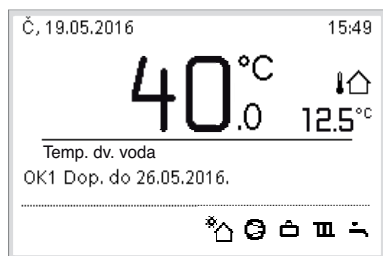 Č, 19.05.2016 15:49
40.0 °C
12.5°C
Temp. dv. voda
OK1 Dop. do 26.05.2016.